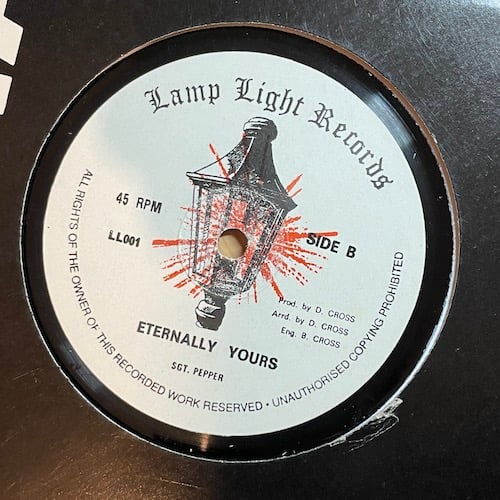 Lamp Light Records
45 RPM
LL001
SIDE B
Prod. by D. CROSS
Arrd. by D. CROSS
Eng. B. CROSS
ETERNALLY YOURS
SGT. PEPPER
ALL RIGHTS OF THE OWNER OF THIS RECORDED WORK RESERVED • UNAUTHORISED COPYING PROHIBITED